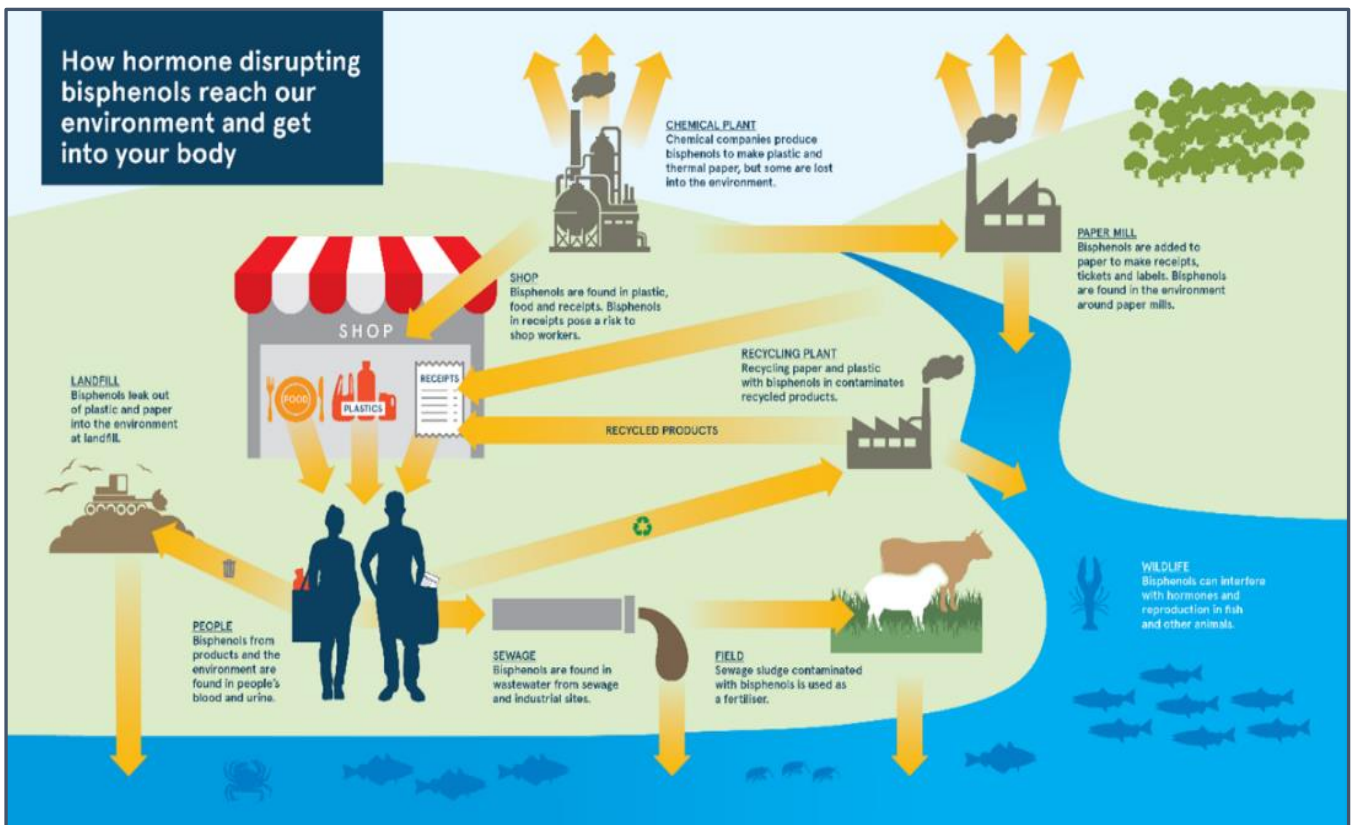 How hormone disrupting
bisphenols reach our
environment and get
into your body
CHEMICAL PLANT
Chemical companies produce
bisphenols to make plastic and
thermal paper, but some are lost
into the environment.
PAPER MILL
Bisphenols are added to
paper to make receipts,
tickets and labels. Bisphenols
are found in the environment
around paper mills.
SHOP
Bisphenols are found in plastic,
food and receipts. Bisphenols
in receipts pose a risk to
shop workers.
SHOP
FOOD
PLASTICS
RECEIPTS
RECYCLING PLANT
Recycling paper and plastic
with bisphenols in contaminates
recycled products.
RECYCLED PRODUCTS
LANDFILL
Bisphenols leak out
of plastic and paper
into the environment
at landfill.
WILDLIFE
Bisphenols can interfere
with hormones and
reproduction in fish
and other animals.
PEOPLE
Bisphenols from
products and the
environment are
found in people's
blood and urine.
SEWAGE
Bisphenols are found in
wastewater from sewage
and industrial sites.
FIELD
Sewage sludge contaminated
with bisphenols is used as
a fertiliser.